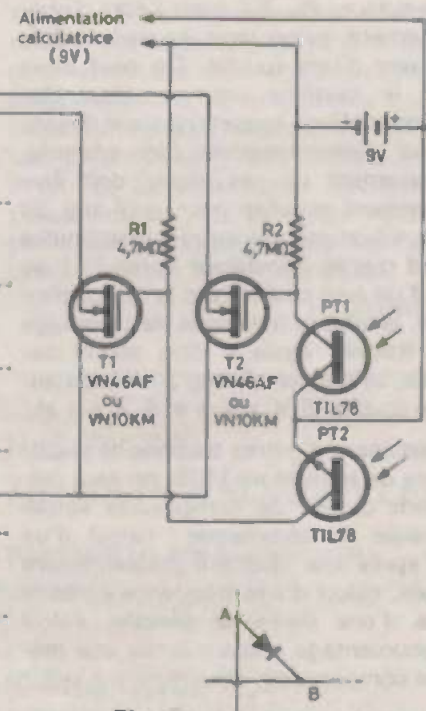 Alimentation
calculatrice
(9V)
- +
9V
R1
4,7MΩ
R2
4,7MΩ
T1
VN46AF
ou
VN10KM
T2
VN46AF
ou
VN10KM
PT1
TIL78
PT2
TIL78
A
B